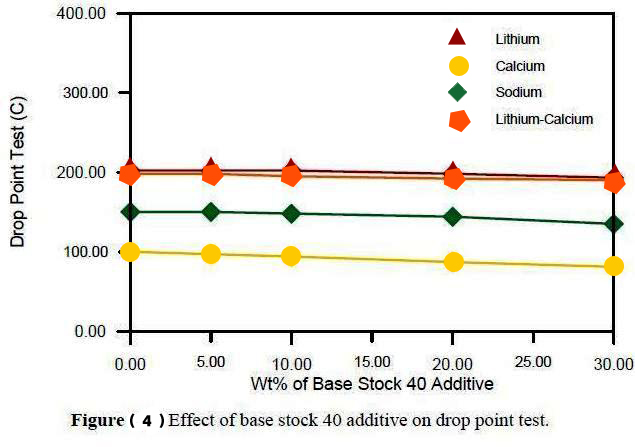 400.00
300.00
200.00
100.00
0.00
Drop Point Test (C)
Lithium
Calcium
Sodium
Lithium-Calcium
0.00 5.00 10.00 15.00 20.00 25.00 30.00
Wt% of Base Stock 40 Additive
Figure ( 4 ) Effect of base stock 40 additive on drop point test.